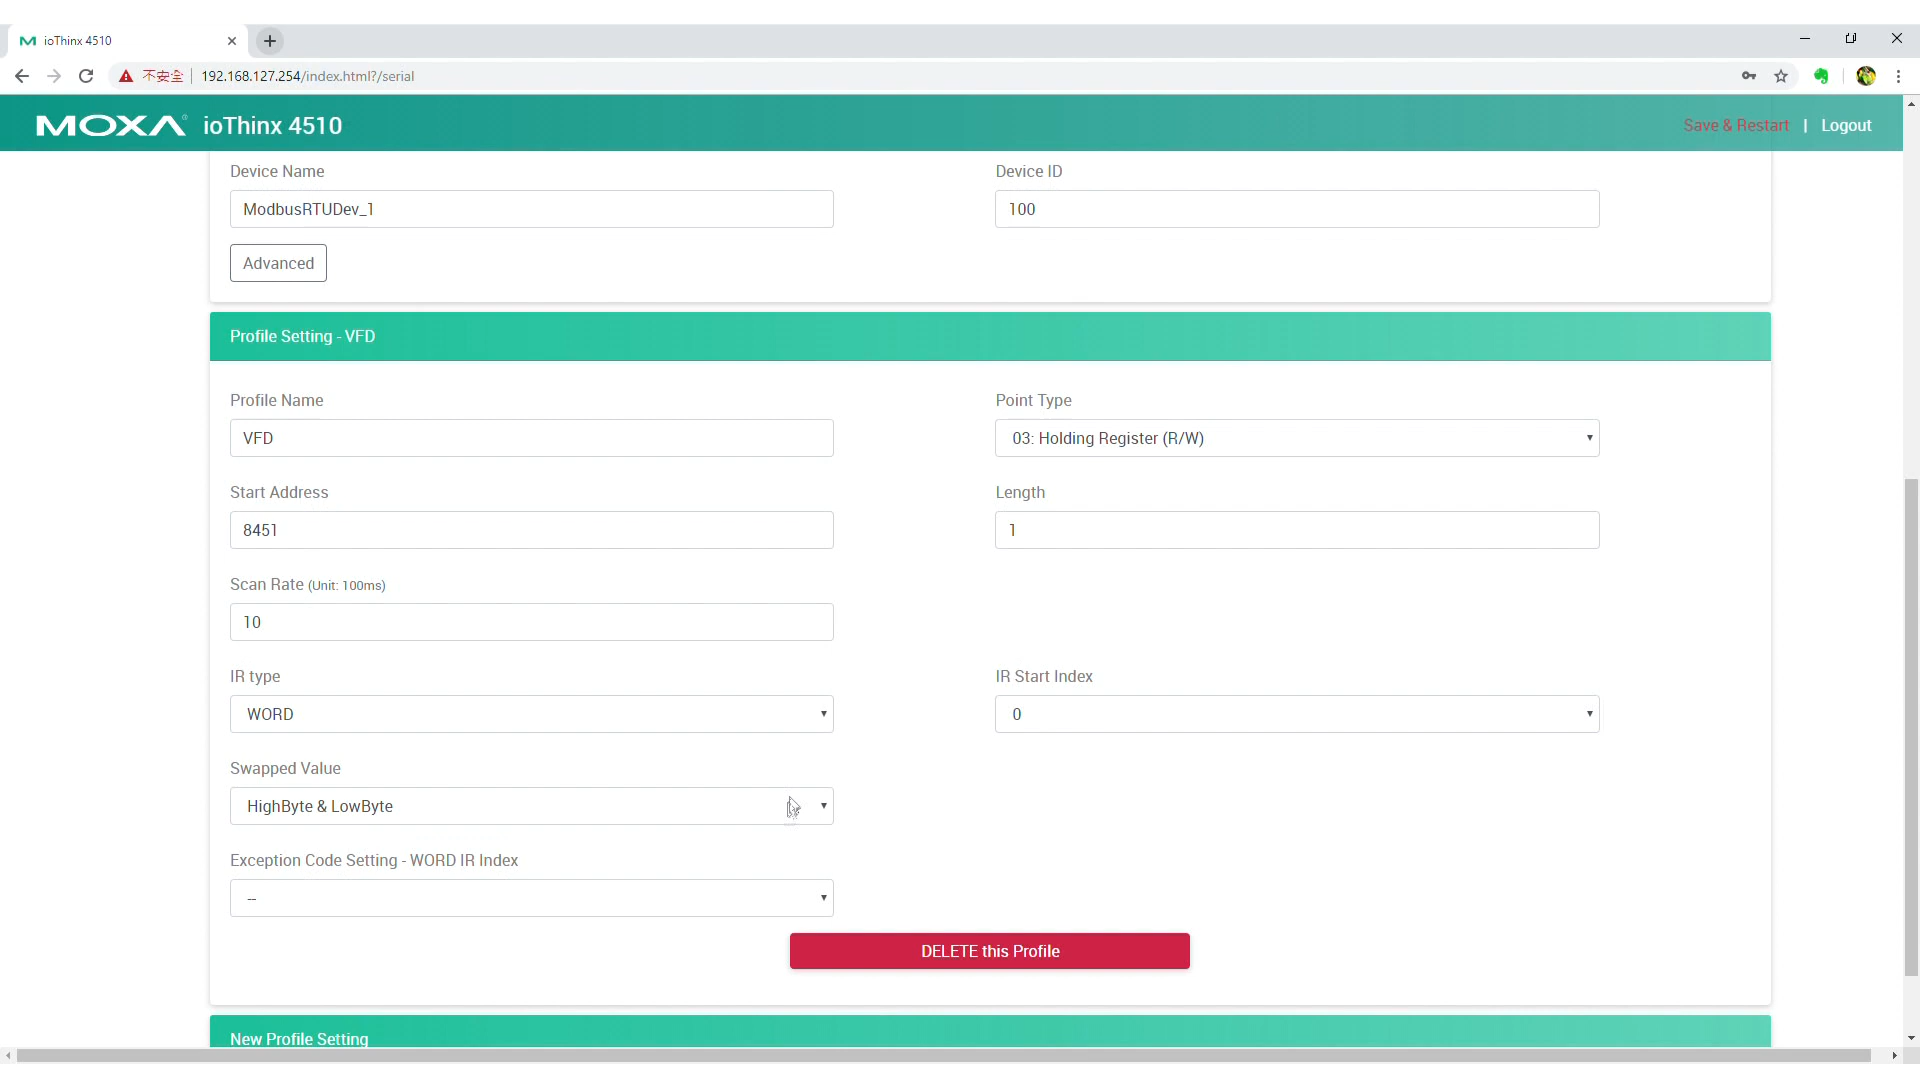 ioThinx 4510
不安全 192.168.127.254/index.html?/serial
MOXA® ioThinx 4510
Save & Restart | Logout
Device Name
Device ID
ModbusRTUDev_1
100
Advanced
Profile Setting - VFD
Profile Name
Point Type
VFD
03: Holding Register (R/W)
Start Address
Length
8451
1
Scan Rate (Unit: 100ms)
10
IR type
IR Start Index
WORD
0
Swapped Value
HighByte & LowByte
Exception Code Setting - WORD IR Index
--
DELETE this Profile
New Profile Setting